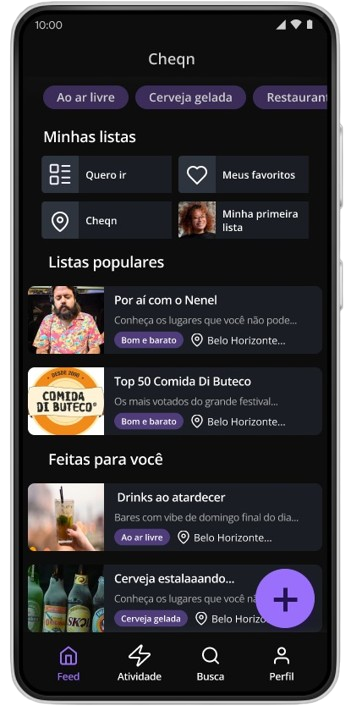 10:00
Cheqn
Ao ar livre
Cerveja gelada
Restauran
Minhas listas
Quero ir
Meus favoritos
Cheqn
Minha primeira
lista
Listas populares
Por aí com o Nenel
Conheça os lugares que você não pode...
Bom e barato
Belo Horizonte...
DESDE 2000
COMIDA
DI BUTECO
Top 50 Comida Di Buteco
Os mais votados do grande festival...
Bom e barato
Belo Horizonte...
Feitas para você
Drinks ao atardecer
Bares com vibe de domingo final do dia...
Ao ar livre
Belo Horizonte...
SKOL
Cerveja estalaaando...
Conheça os lugares que você n
Cerveja gelada
Belo Horizo
Feed
Atividade
Busca
Perfil